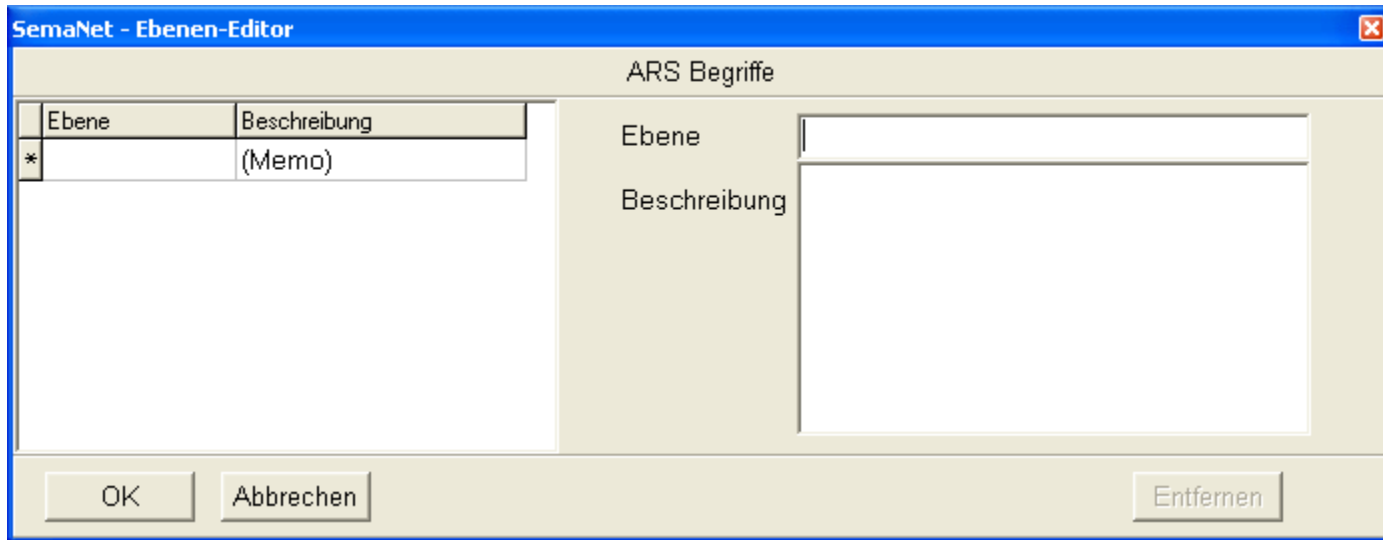 SemaNet - Ebenen-Editor
ARS Begriffe
Ebene Beschreibung
* (Memo)
Ebene
Beschreibung
OK Abbrechen Entfernen